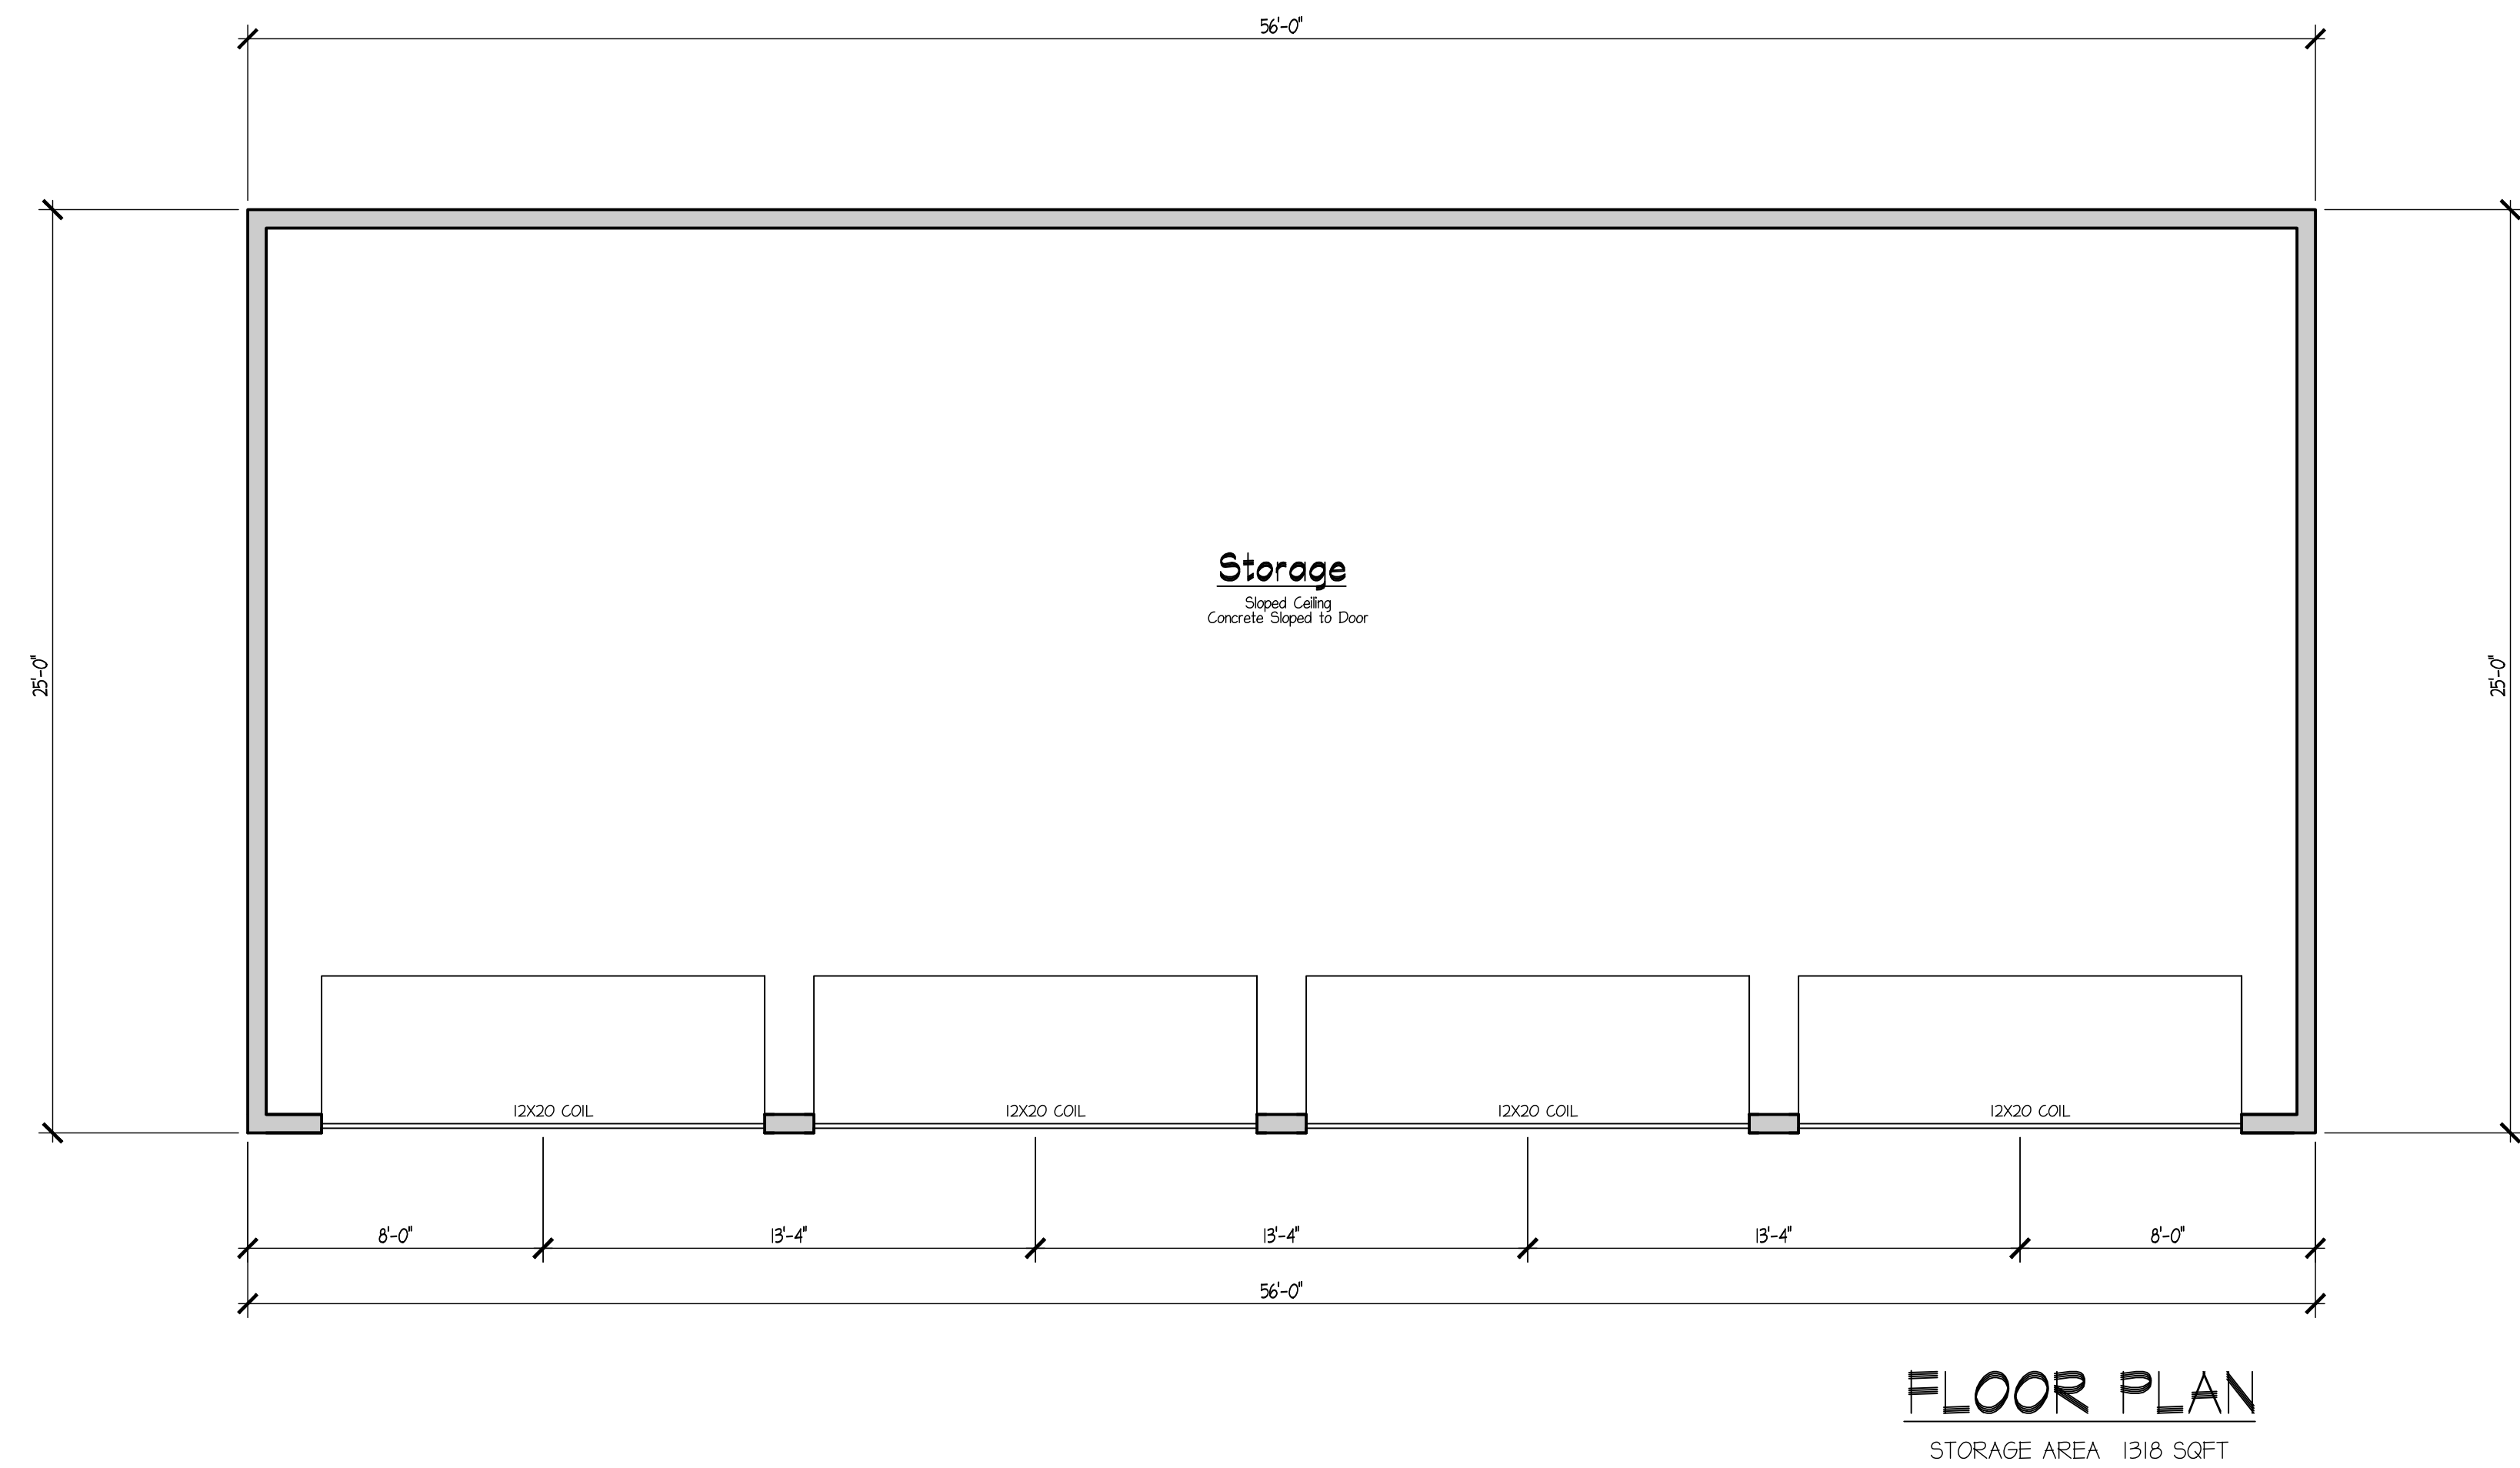 56'-0"
25'-0"
25'-0"
Storage
Sloped Ceiling
Concrete Sloped to Door
12X20 COIL
12X20 COIL
12X20 COIL
12X20 COIL
8'-0"
13'-4"
13'-4"
13'-4"
8'-0"
56'-0"
FLOOR PLAN
STORAGE AREA 1318 SQFT